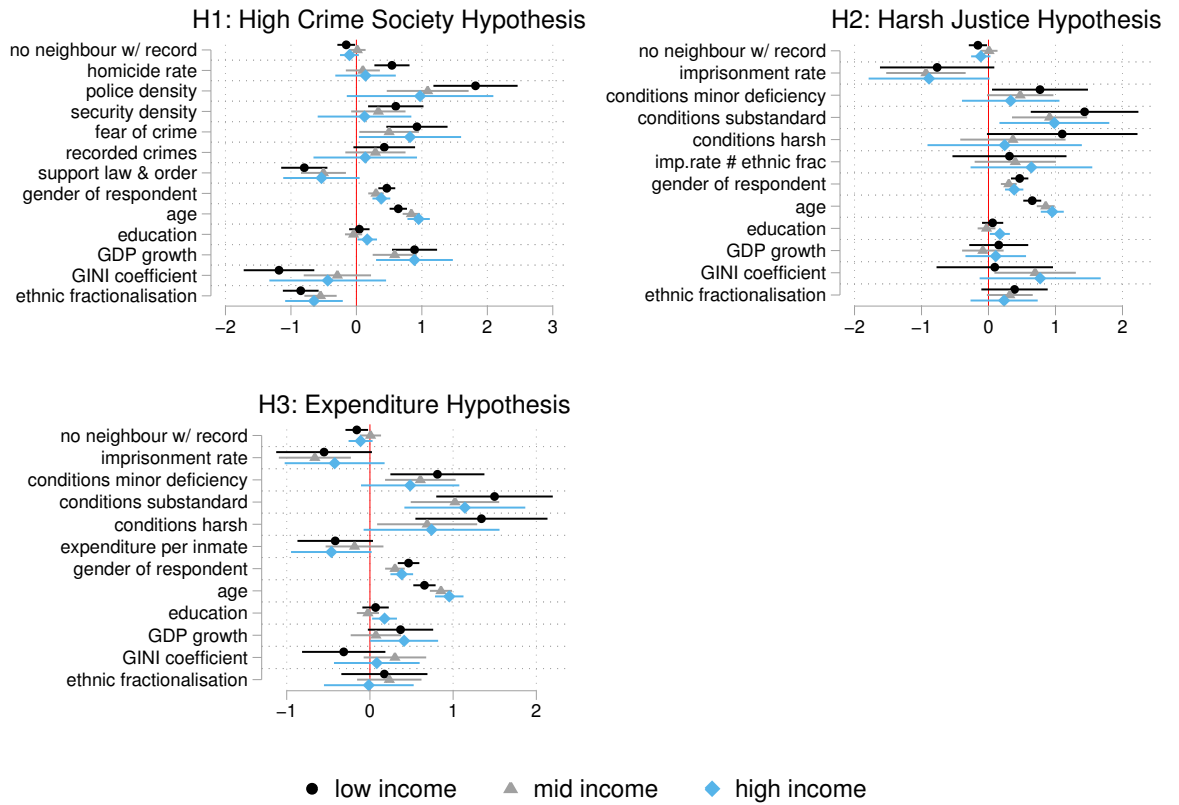 H1: High Crime Society Hypothesis
no neighbour w/ record
homicide rate
police density
security density
fear of crime
recorded crimes
support law & order
gender of respondent
age
education
GDP growth
GINI coefficient
ethnic fractionalisation
−2 −1 0 1 2 3
H2: Harsh Justice Hypothesis
no neighbour w/ record
imprisonment rate
conditions minor deficiency
conditions substandard
conditions harsh
imp.rate # ethnic frac
gender of respondent
age
education
GDP growth
GINI coefficient
ethnic fractionalisation
−2 −1 0 1 2
H3: Expenditure Hypothesis
no neighbour w/ record
imprisonment rate
conditions minor deficiency
conditions substandard
conditions harsh
expenditure per inmate
gender of respondent
age
education
GDP growth
GINI coefficient
ethnic fractionalisation
−1 0 1 2
low income mid income high income